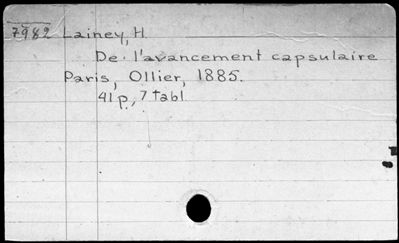 7982 Lainey, H.
De l'avancement capsulaire
Paris, Ollier, 1885.
41 p., 7 tabl